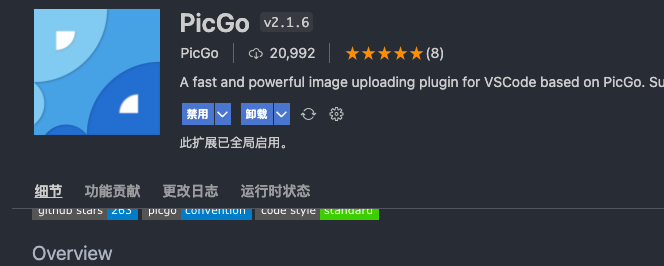 PicGo v2.1.6
PicGo 20,992 (8)
A fast and powerful image uploading plugin for VSCode based on PicGo. Su
禁用 卸载
此扩展已全局启用。
细节 功能贡献 更改日志 运行时状态
github stars 263 picgo convention code style standard
Overview